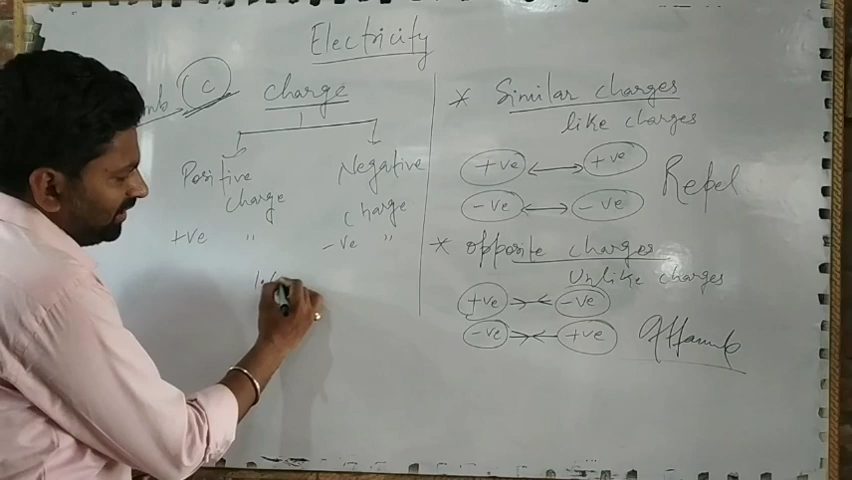 Electricity
C
Charge
Positive
Charge
Negative
Charge
+ve "
-ve "
* Similar charges
like charges
+ve ↔ +ve
-ve ↔ -ve
Repel
* opposite charges
Unlike charges
+ve →← -ve
-ve →← +ve